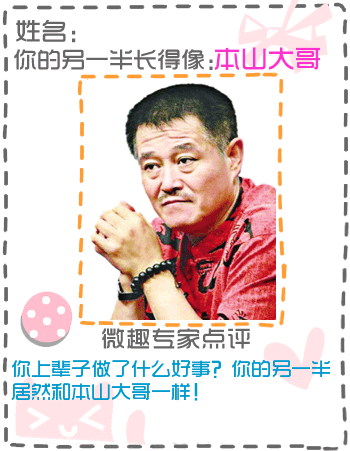 姓名:
你的另一半长得像:本山大哥
微趣专家点评
你上辈子做了什么好事?你的另一半
居然和本山大哥一样!